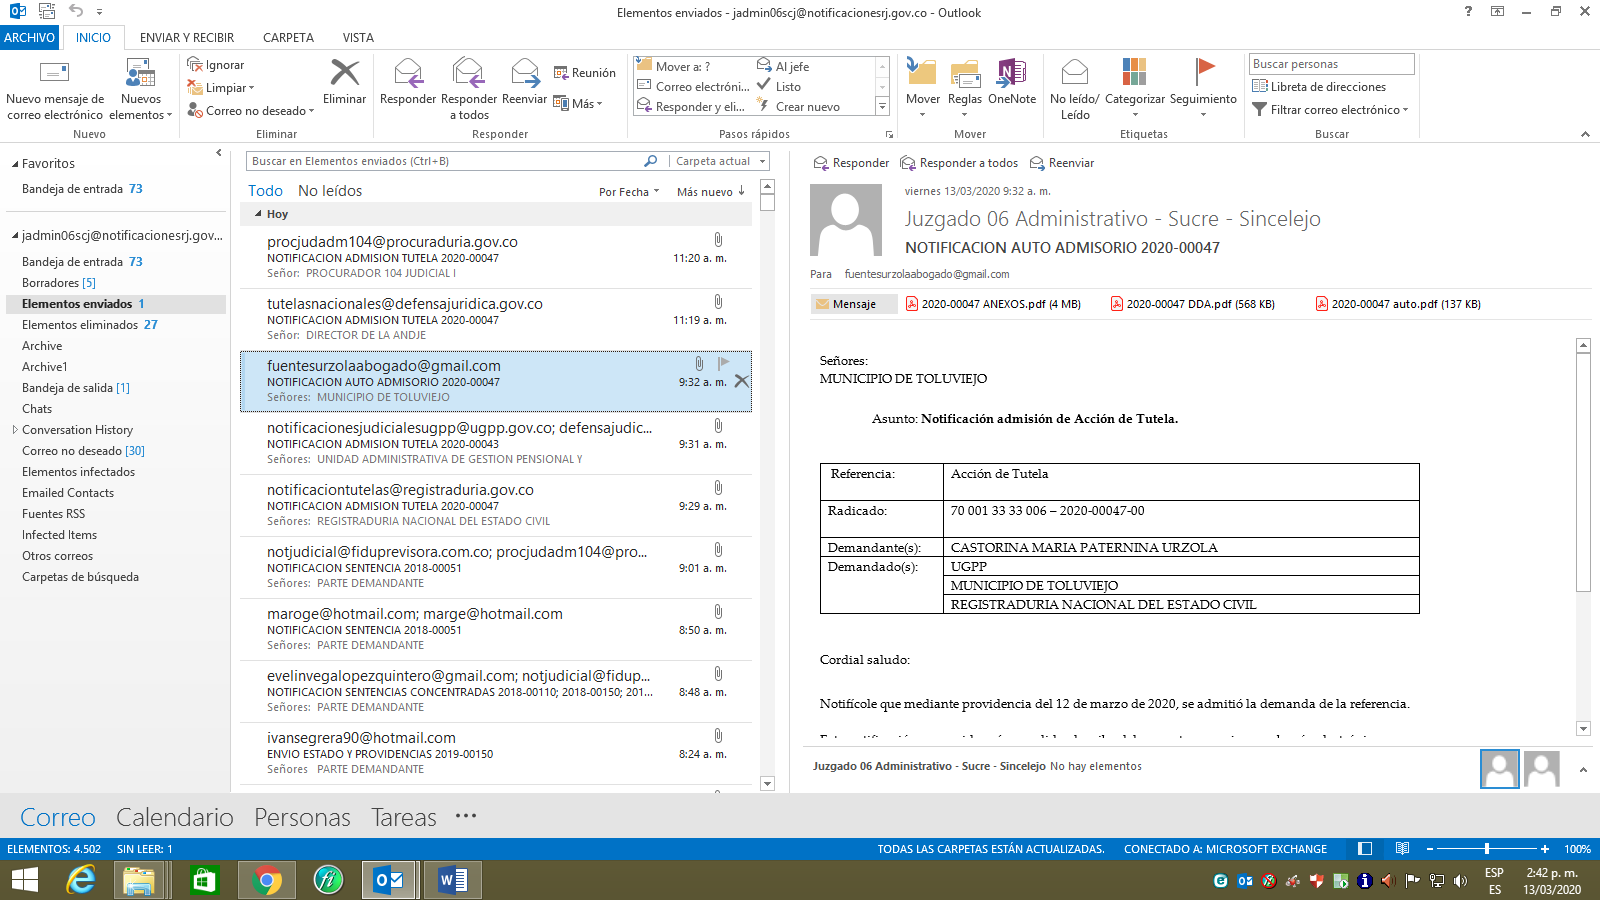 Elementos enviados - jadmin06scj@notificacionesrj.gov.co - Outlook
ARCHIVO INICIO ENVIAR Y RECIBIR CARPETA VISTA
Nuevo mensaje de correo electrónico
Nuevos elementos
Nuevo
Ignorar
Limpiar
Correo no deseado
Eliminar
Eliminar
Responder
Responder a todos
Reenviar
Reunión
Más
Responder
Mover a: ?
Correo electróni...
Responder y eli...
Al jefe
Listo
Crear nuevo
Pasos rápidos
Mover
Reglas
OneNote
Mover
No leído/ Leído
Categorizar
Seguimiento
Etiquetas
Buscar personas
Libreta de direcciones
Filtrar correo electrónico
Buscar
Favoritos
Bandeja de entrada 73
jadmin06scj@notificacionesrj.gov...
Bandeja de entrada 73
Borradores [5]
Elementos enviados 1
Elementos eliminados 27
Archive
Archive1
Bandeja de salida [1]
Chats
Conversation History
Correo no deseado [30]
Elementos infectados
Emailed Contacts
Fuentes RSS
Infected Items
Otros correos
Carpetas de búsqueda
Buscar en Elementos enviados (Ctrl+B)
Carpeta actual
Todo No leídos
Por Fecha Más nuevo
Hoy
procjudadm104@procuraduria.gov.co
NOTIFICACION ADMISION TUTELA 2020-00047 11:20 a. m.
Señor: PROCURADOR 104 JUDICIAL I
tutelasnacionales@defensajuridica.gov.co
NOTIFICACION ADMISION TUTELA 2020-00047 11:19 a. m.
Señor: DIRECTOR DE LA ANDJE
fuentesurzolaabogado@gmail.com
NOTIFICACION AUTO ADMISORIO 2020-00047 9:32 a. m.
Señores: MUNICIPIO DE TOLUVIEJO
notificacionesjudicialesugpp@ugpp.gov.co; defensajudic...
NOTIFICACION ADMISION TUTELA 2020-00043 9:31 a. m.
Señores: UNIDAD ADMINISTRATIVA DE GESTION PENSIONAL Y
notificaciontutelas@registraduria.gov.co
NOTIFICACION ADMISION TUTELA 2020-00047 9:29 a. m.
Señores: REGISTRADURIA NACIONAL DEL ESTADO CIVIL
notjudicial@fiduprevisora.com.co; procjudadm104@pro...
NOTIFICACION SENTENCIA 2018-00051 9:01 a. m.
Señores: PARTE DEMANDANTE
maroge@hotmail.com; marge@hotmail.com
NOTIFICACION SENTENCIA 2018-00051 8:50 a. m.
Señores: PARTE DEMANDANTE
evelinvegalopezquintero@gmail.com; notjudicial@fidup...
NOTIFICACION SENTENCIAS CONCENTRADAS 2018-00110; 2018-00150; 201... 8:48 a. m.
Señores: PARTE DEMANDANTE
ivansegrera90@hotmail.com
ENVIO ESTADO Y PROVIDENCIAS 2019-00150 8:24 a. m.
Señores PARTE DEMANDANTE
Responder Responder a todos Reenviar
viernes 13/03/2020 9:32 a. m.
Juzgado 06 Administrativo - Sucre - Sincelejo
NOTIFICACION AUTO ADMISORIO 2020-00047
Para fuentesurzolaabogado@gmail.com
Mensaje 2020-00047 ANEXOS.pdf (4 MB) 2020-00047 DDA.pdf (568 KB) 2020-00047 auto.pdf (137 KB)
Señores:
MUNICIPIO DE TOLUVIEJO
Asunto: Notificación admisión de Acción de Tutela.
Referencia: Acción de Tutela
Radicado: 70 001 33 33 006 – 2020-00047-00
Demandante(s): CASTORINA MARIA PATERNINA URZOLA
Demandado(s): UGPP
MUNICIPIO DE TOLUVIEJO
REGISTRADURIA NACIONAL DEL ESTADO CIVIL
Cordial saludo:
Notifícole que mediante providencia del 12 de marzo de 2020, se admitió la demanda de la referencia.
Juzgado 06 Administrativo - Sucre - Sincelejo No hay elementos
Correo Calendario Personas Tareas ···
ELEMENTOS: 4.502 SIN LEER: 1
TODAS LAS CARPETAS ESTÁN ACTUALIZADAS. CONECTADO A: MICROSOFT EXCHANGE 100%
ESP
ES
2:42 p. m.
13/03/2020